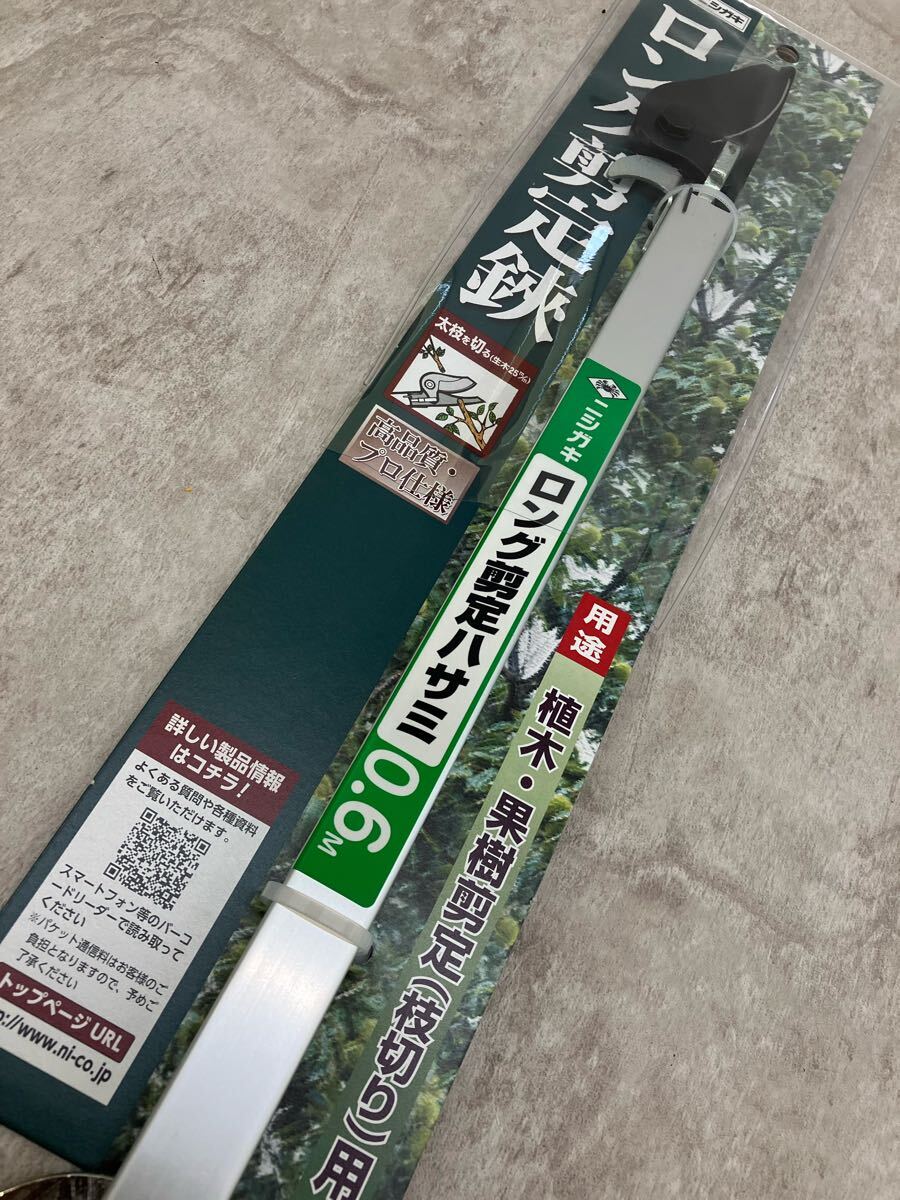 ニシガキ
ロング剪定鋏
太枝を切る(生木25㎜)
高品質・
プロ仕様
ニシガキ
ロング剪定ハサミ
0.6M
用途
植木・果樹剪定(枝切り)用
詳しい製品情報
はコチラ!
よくある質問や各種資料
をご覧いただけます。
スマートフォン等のバーコ
ードリーダーで読み取って
ください
※パケット通信料はお客様のご
負担となりますので、予めご
了承ください
トップページURL
://www.ni-co.jp